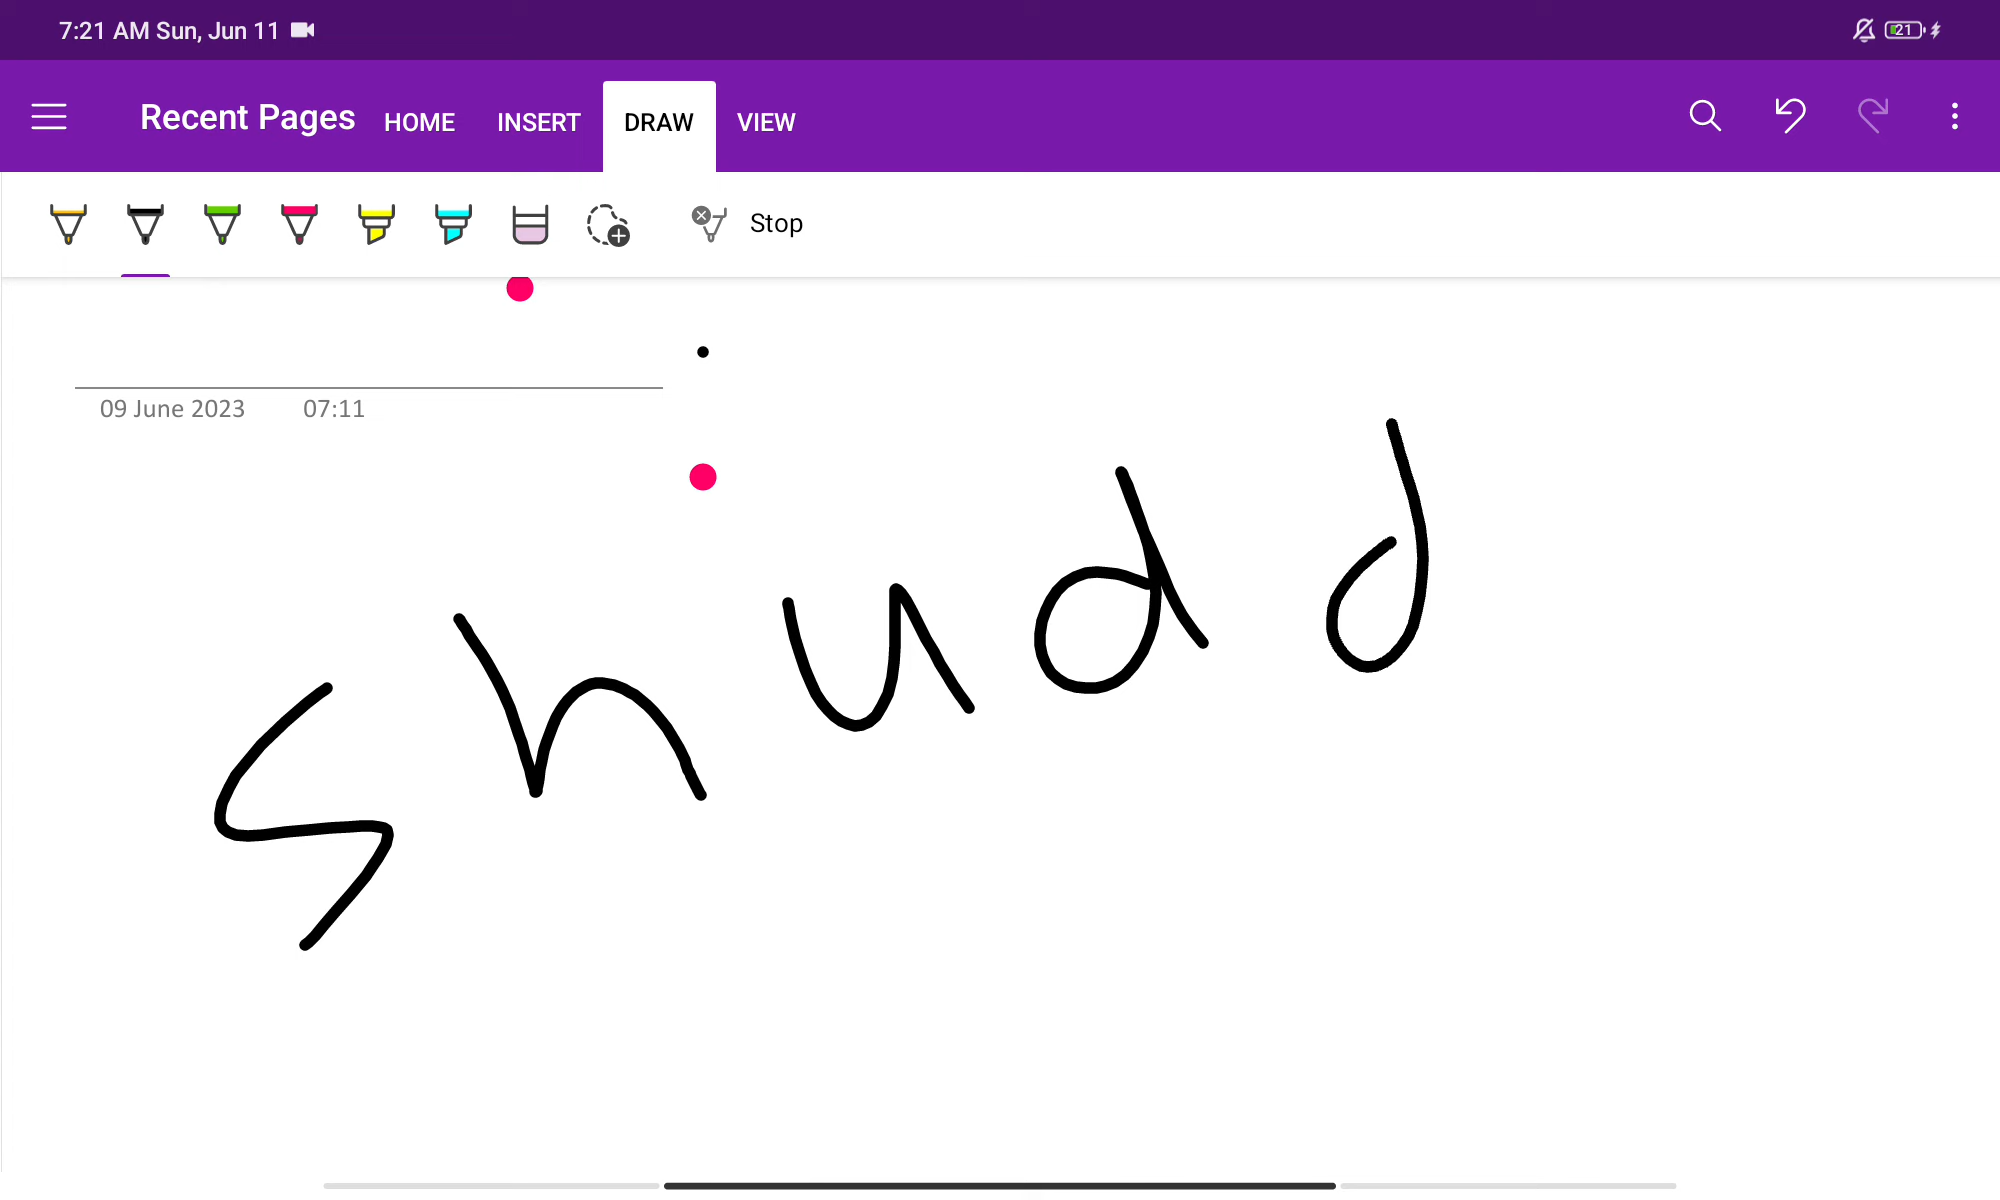 7:21 AM Sun, Jun 11
21
Recent Pages HOME INSERT DRAW VIEW
Stop
09 June 2023 07:11
shudd